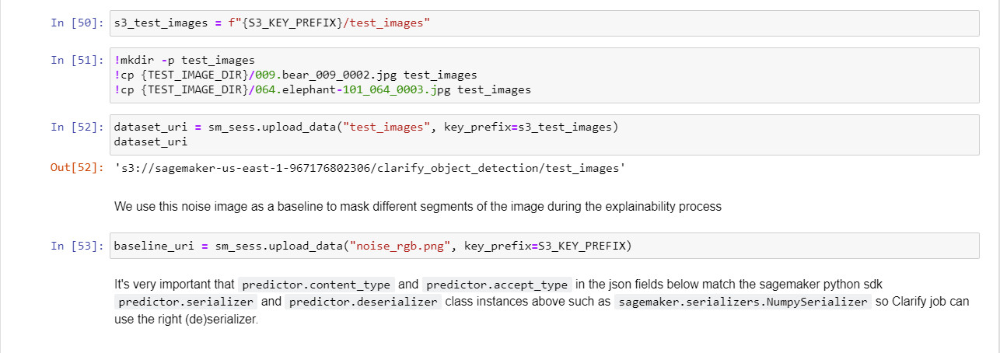 In [50]: s3_test_images = f"{S3_KEY_PREFIX}/test_images"
In [51]: !mkdir -p test_images
!cp {TEST_IMAGE_DIR}/009.bear_009_0002.jpg test_images
!cp {TEST_IMAGE_DIR}/064.elephant-101_064_0003.jpg test_images
In [52]: dataset_uri = sm_sess.upload_data("test_images", key_prefix=s3_test_images)
dataset_uri
Out[52]: 's3://sagemaker-us-east-1-967176802306/clarify_object_detection/test_images'
We use this noise image as a baseline to mask different segments of the image during the explainability process
In [53]: baseline_uri = sm_sess.upload_data("noise_rgb.png", key_prefix=S3_KEY_PREFIX)
It's very important that predictor.content_type and predictor.accept_type in the json fields below match the sagemaker python sdk
predictor.serializer and predictor.deserializer class instances above such as sagemaker.serializers.NumpySerializer so Clarify job can
use the right (de)serializer.